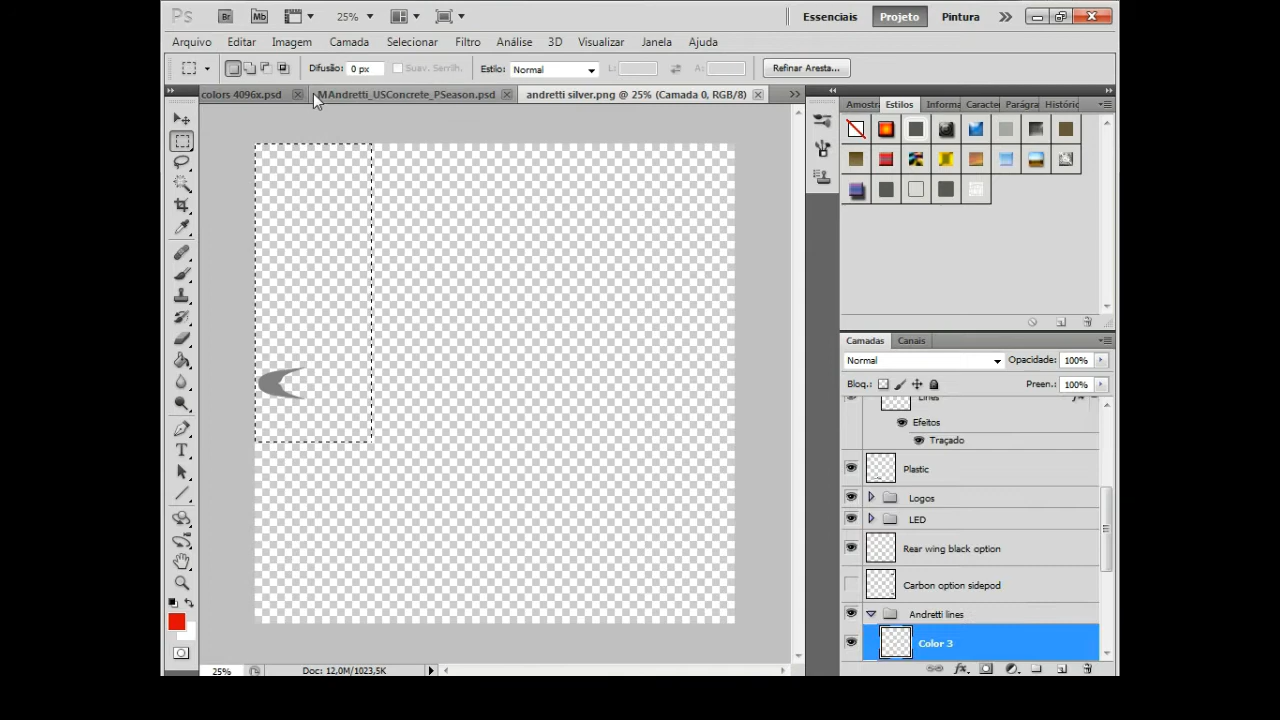 Ps Br Mb 25% Essenciais Projeto Pintura
Arquivo Editar Imagem Camada Selecionar Filtro Análise 3D Visualizar Janela Ajuda
Difusão: 0 px Suav. Serrilh. Estilo: Normal L: A: Refinar Aresta...
colors 4096x.psd MAndretti_USConcrete_PSeason.psd andretti silver.png @ 25% (Camada 0, RGB/8)
Amostra Estilos Informa Caracter Parágra Históric
Camadas Canais
Normal Opacidade: 100%
Bloq.: Preen.: 100%
Lines fx
Efeitos
Traçado
Plastic
Logos
LED
Rear wing black option
Carbon option sidepod
Andretti lines
Color 3
25% Doc: 12,0M/1023,5K